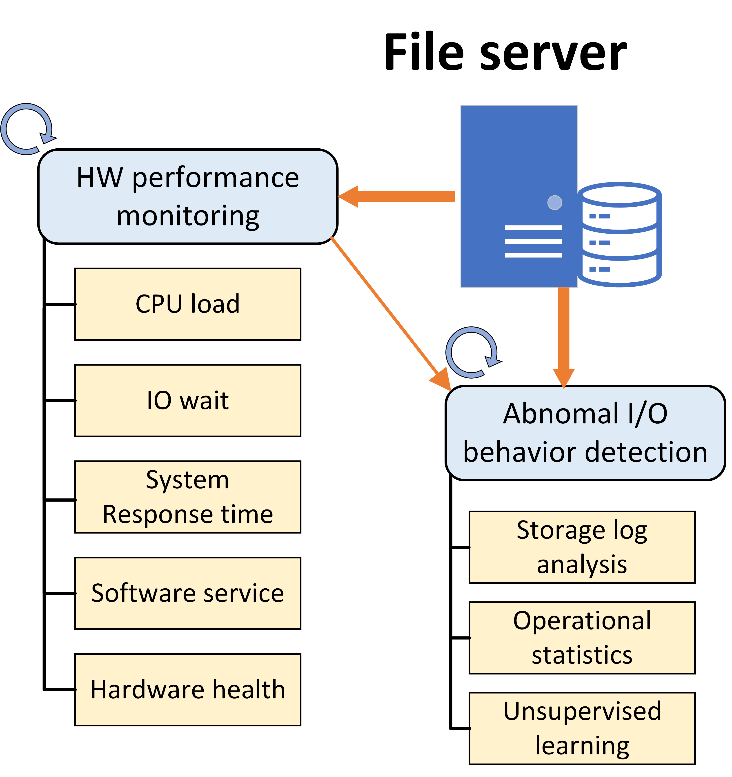 File server
HW performance
monitoring
CPU load
IO wait
System
Response time
Software service
Hardware health
Abnomal I/O
behavior detection
Storage log
analysis
Operational
statistics
Unsupervised
learning